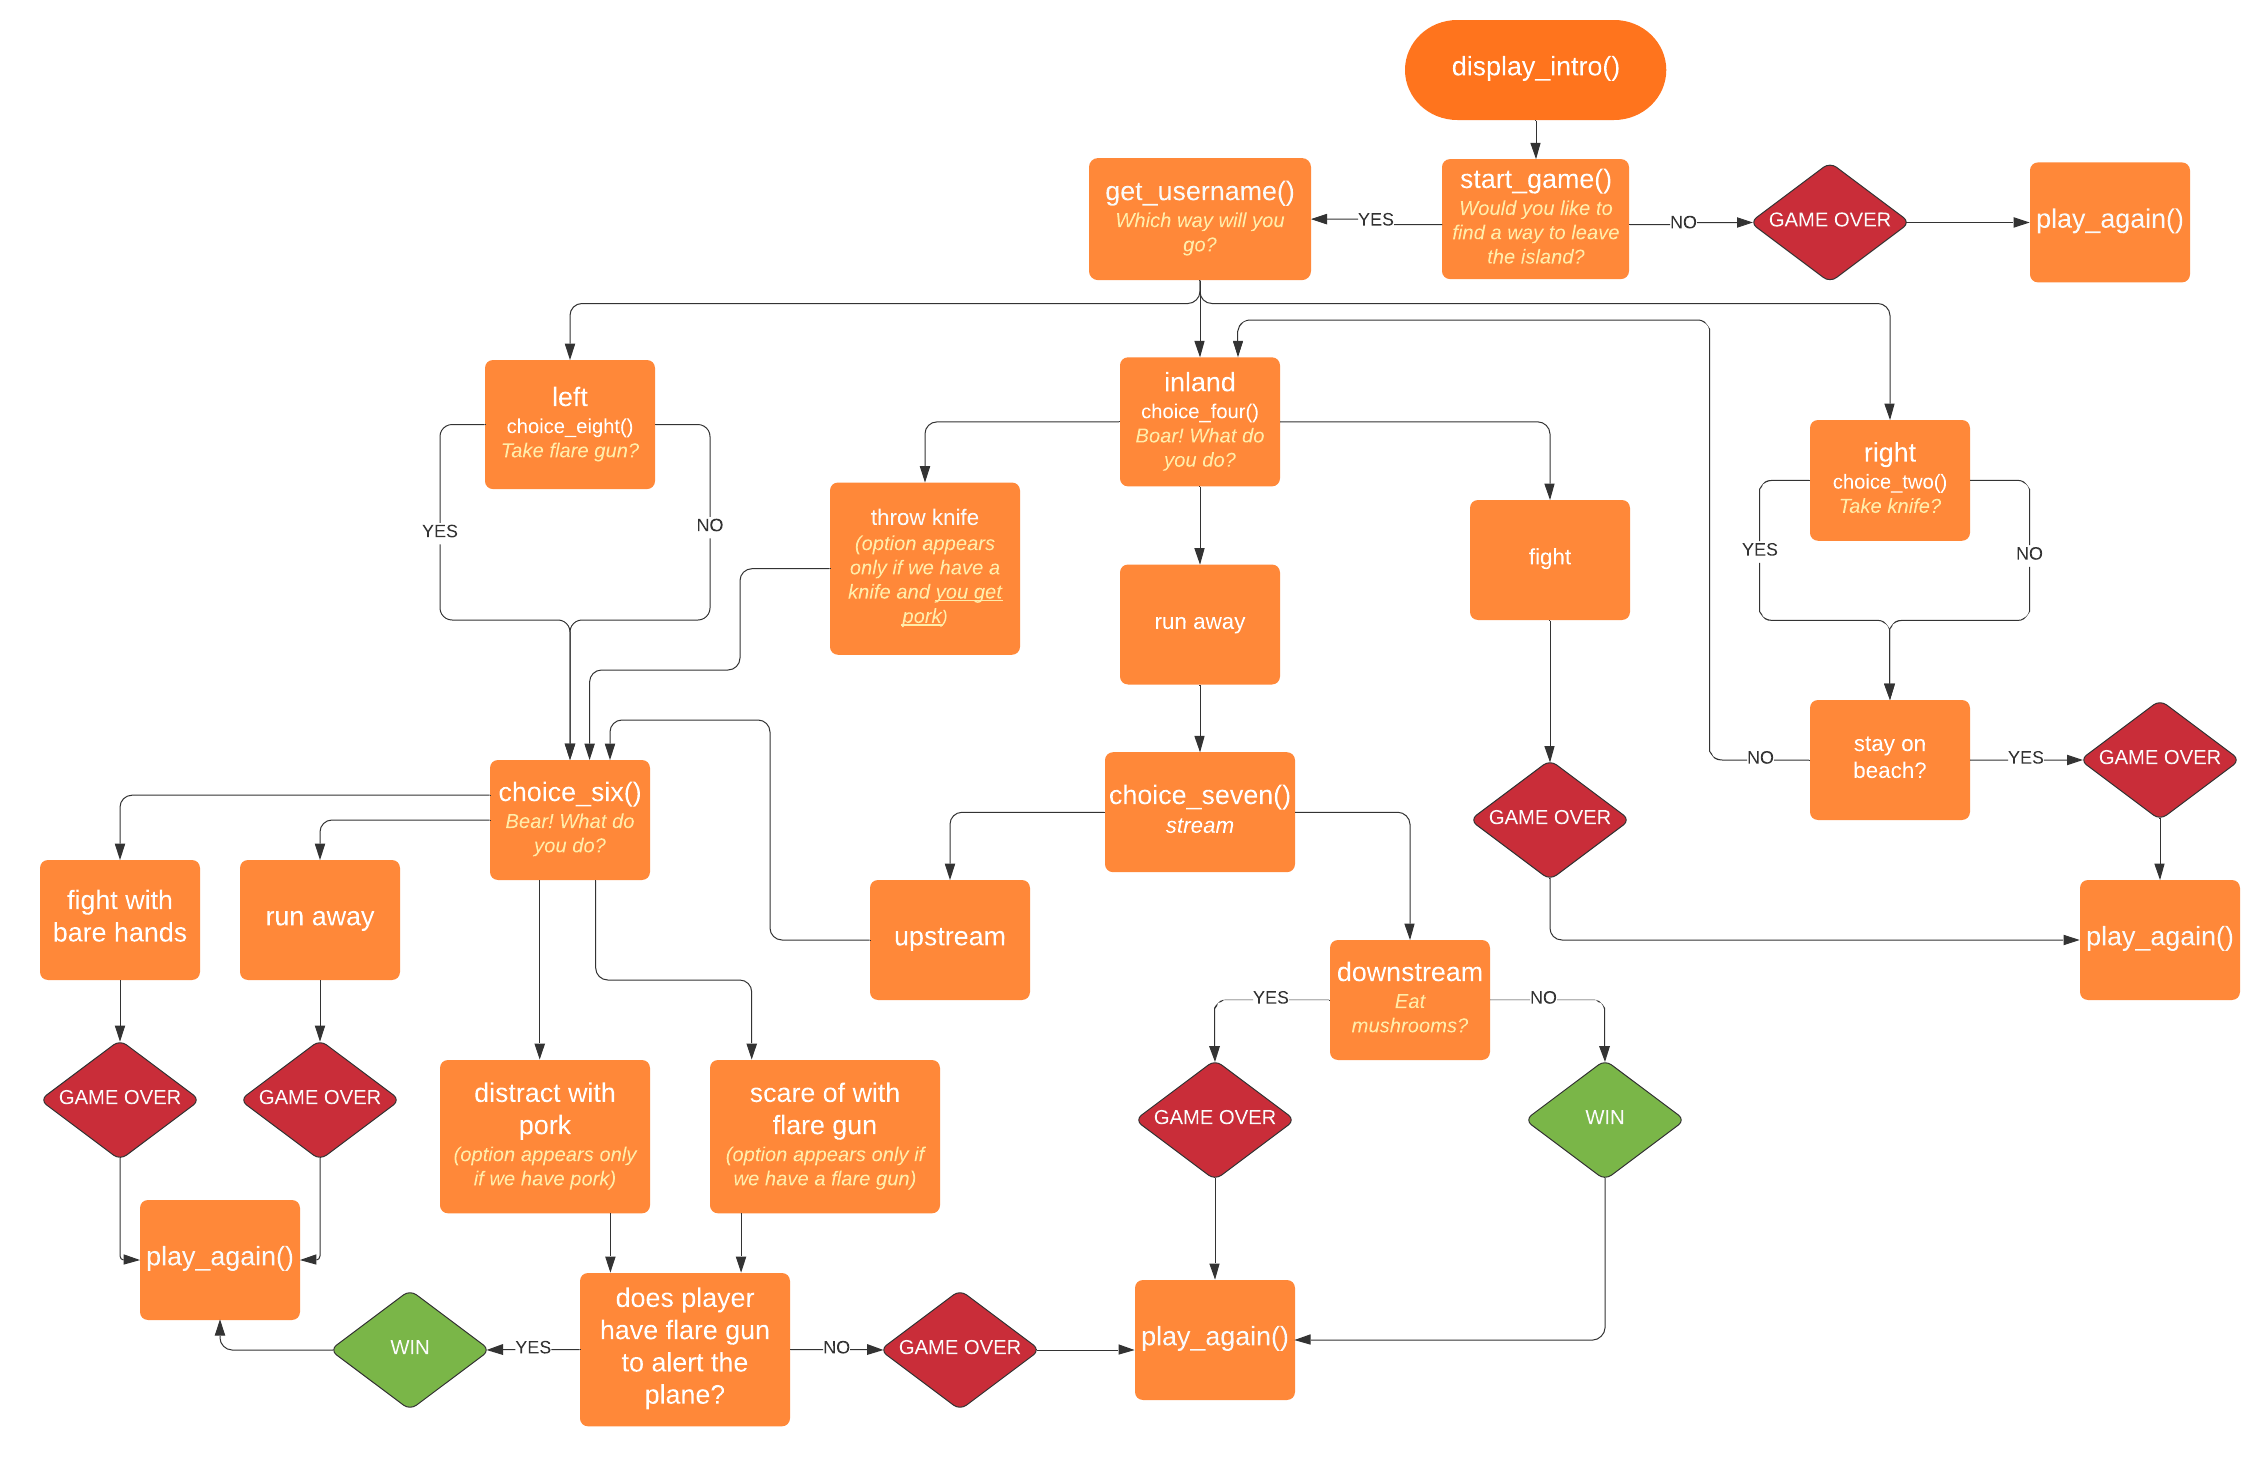 display_intro()
get_username()
Which way will you
go?
YES
start_game()
Would you like to
find a way to leave
the island?
NO
GAME OVER
play_again()
left
choice_eight()
Take flare gun?
YES
NO
inland
choice_four()
Boar! What do
you do?
right
choice_two()
Take knife?
YES
NO
throw knife
(option appears
only if we have a
knife and you get
pork)
run away
fight
stay on
beach?
NO
YES
GAME OVER
play_again()
choice_six()
Bear! What do
you do?
choice_seven()
stream
GAME OVER
fight with
bare hands
run away
upstream
downstream
Eat
mushrooms?
YES
NO
GAME OVER
GAME OVER
distract with
pork
(option appears only
if we have pork)
scare of with
flare gun
(option appears only if
we have a flare gun)
GAME OVER
WIN
play_again()
WIN
YES
does player
have flare gun
to alert the
plane?
NO
GAME OVER
play_again()